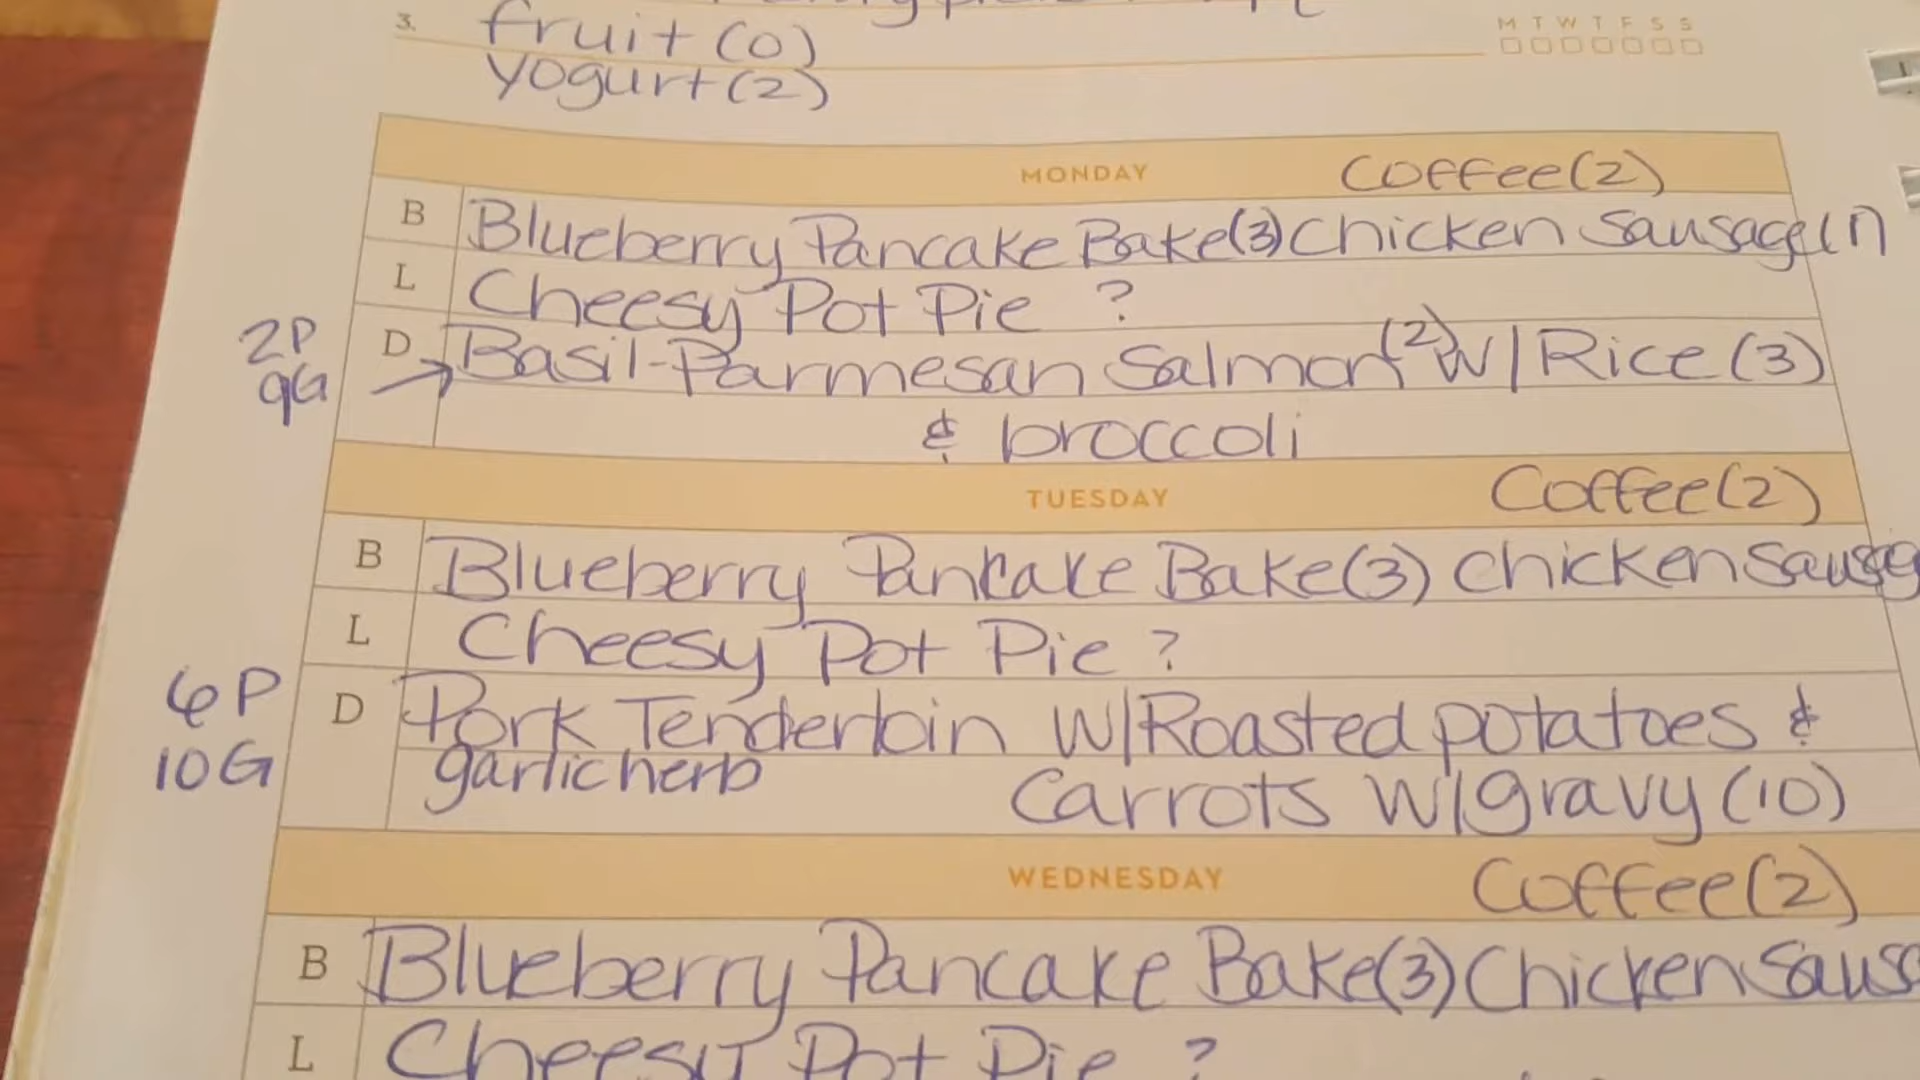 3. fruit (0)
M T W T F S S
yogurt (2)
MONDAY Coffee (2)
B Blueberry Pancake Bake (3) Chicken Sausage (1)
L Cheesy Pot Pie ?
2P
9G
D Basil-Parmesan Salmon (2) W/ Rice (3)
& broccoli
TUESDAY Coffee (2)
B Blueberry Pancake Bake (3) Chicken Sausag
L Cheesy Pot Pie ?
6P
10G
D Pork Tenderloin W/ Roasted potatoes &
garlic herb Carrots W/ gravy (10)
WEDNESDAY Coffee (2)
B Blueberry Pancake Bake (3) Chicken Saus
L Cheesy Pot Pie ?